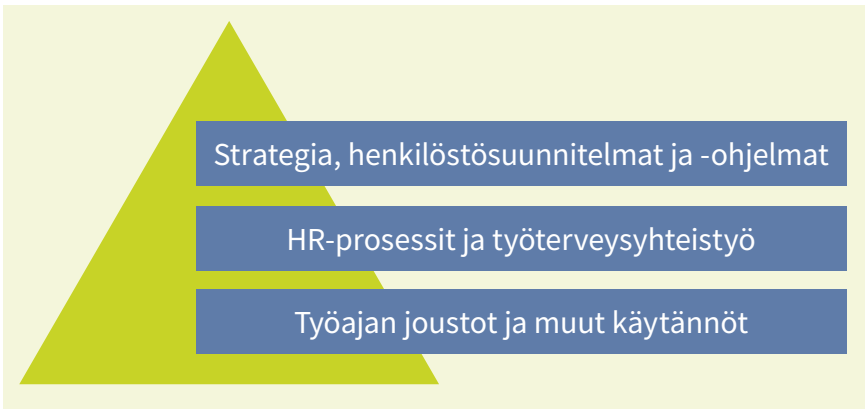 Strategia, henkilöstösuunnitelmat ja -ohjelmat
HR-prosessit ja työterveysyhteistyö
Työajan joustot ja muut käytännöt